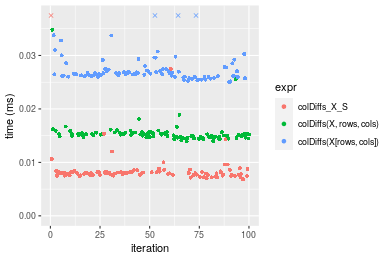 time (ms)
0.03
0.02
0.01
0.00
0
25
50
75
100
iteration
expr
colDiffs_X_S
colDiffs(X, rows, cols)
colDiffs(X[rows, cols])